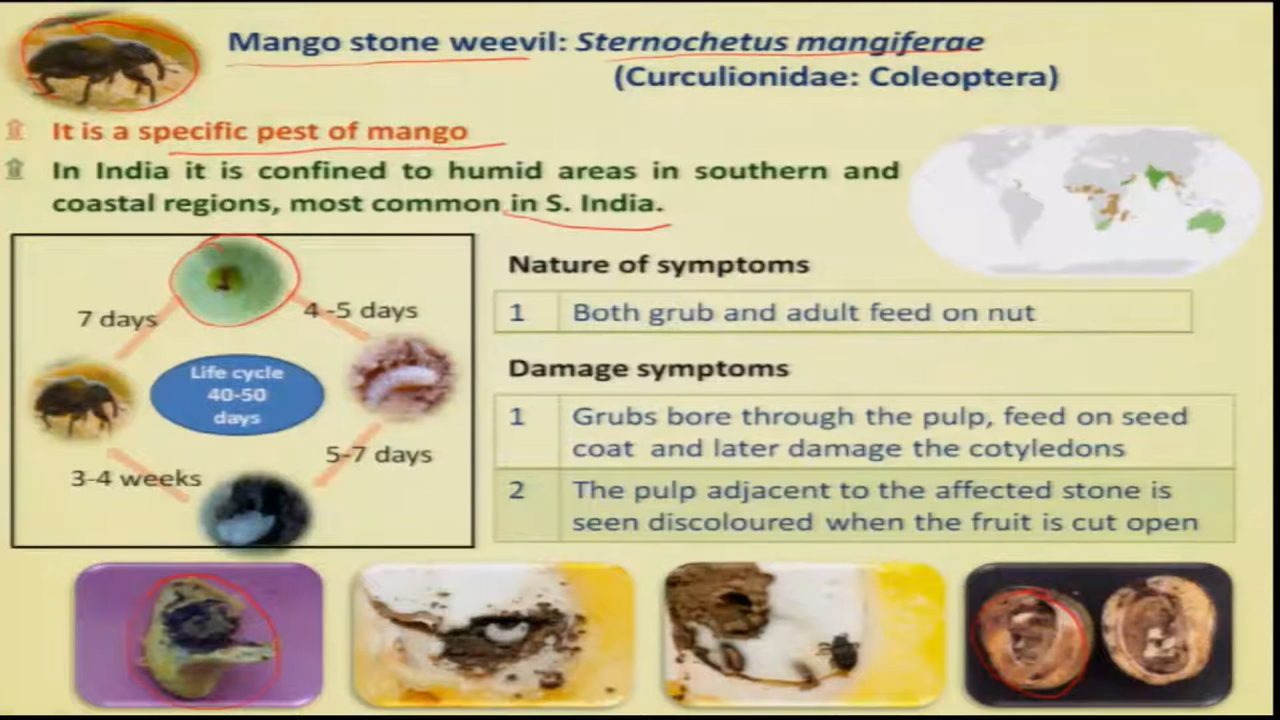 Mango stone weevil: Sternochetus mangiferae
(Curculionidae: Coleoptera)
It is a specific pest of mango
In India it is confined to humid areas in southern and
coastal regions, most common in S. India.
7 days
4 -5 days
Life cycle
40-50
days
5-7 days
3-4 weeks
Nature of symptoms
1 Both grub and adult feed on nut
Damage symptoms
1 Grubs bore through the pulp, feed on seed
coat and later damage the cotyledons
2 The pulp adjacent to the affected stone is
seen discoloured when the fruit is cut open